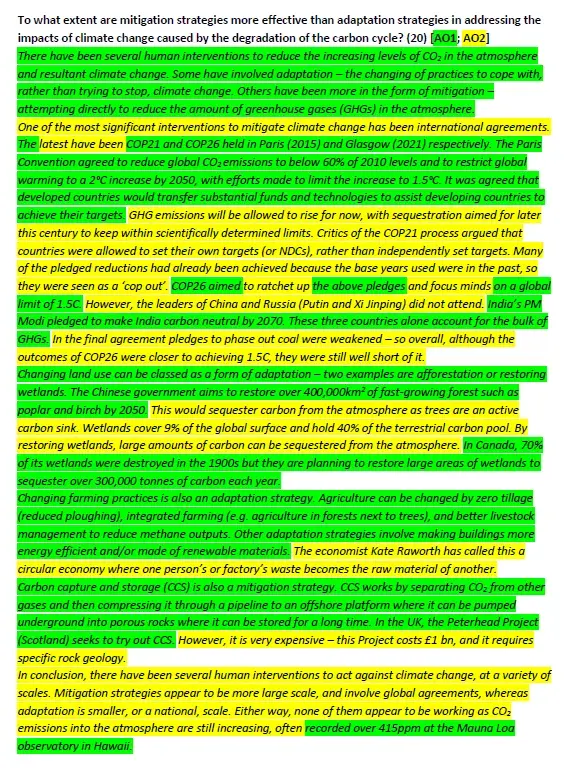 To what extent are mitigation strategies more effective than adaptation strategies in addressing the
impacts of climate change caused by the degradation of the carbon cycle? (20) [AO1; AO2]
There have been several human interventions to reduce the increasing levels of CO₂ in the atmosphere
and resultant climate change. Some have involved adaptation – the changing of practices to cope with,
rather than trying to stop, climate change. Others have been more in the form of mitigation –
attempting directly to reduce the amount of greenhouse gases (GHGs) in the atmosphere.
One of the most significant interventions to mitigate climate change has been international agreements.
The latest have been COP21 and COP26 held in Paris (2015) and Glasgow (2021) respectively. The Paris
Convention agreed to reduce global CO₂ emissions to below 60% of 2010 levels and to restrict global
warming to a 2°C increase by 2050, with efforts made to limit the increase to 1.5°C. It was agreed that
developed countries would transfer substantial funds and technologies to assist developing countries to
achieve their targets. GHG emissions will be allowed to rise for now, with sequestration aimed for later
this century to keep within scientifically determined limits. Critics of the COP21 process argued that
countries were allowed to set their own targets (or NDCs), rather than independently set targets. Many
of the pledged reductions had already been achieved because the base years used were in the past, so
they were seen as a ‘cop out’. COP26 aimed to ratchet up the above pledges and focus minds on a global
limit of 1.5C. However, the leaders of China and Russia (Putin and Xi Jinping) did not attend. India’s PM
Modi pledged to make India carbon neutral by 2070. These three countries alone account for the bulk of
GHGs. In the final agreement pledges to phase out coal were weakened – so overall, although the
outcomes of COP26 were closer to achieving 1.5C, they were still well short of it.
Changing land use can be classed as a form of adaptation – two examples are afforestation or restoring
wetlands. The Chinese government aims to restore over 400,000km² of fast-growing forest such as
poplar and birch by 2050. This would sequester carbon from the atmosphere as trees are an active
carbon sink. Wetlands cover 9% of the global surface and hold 40% of the terrestrial carbon pool. By
restoring wetlands, large amounts of carbon can be sequestered from the atmosphere. In Canada, 70%
of its wetlands were destroyed in the 1900s but they are planning to restore large areas of wetlands to
sequester over 300,000 tonnes of carbon each year.
Changing farming practices is also an adaptation strategy. Agriculture can be changed by zero tillage
(reduced ploughing), integrated farming (e.g. agriculture in forests next to trees), and better livestock
management to reduce methane outputs. Other adaptation strategies involve making buildings more
energy efficient and/or made of renewable materials. The economist Kate Raworth has called this a
circular economy where one person’s or factory’s waste becomes the raw material of another.
Carbon capture and storage (CCS) is also a mitigation strategy. CCS works by separating CO₂ from other
gases and then compressing it through a pipeline to an offshore platform where it can be pumped
underground into porous rocks where it can be stored for a long time. In the UK, the Peterhead Project
(Scotland) seeks to try out CCS. However, it is very expensive – this Project costs £1 bn, and it requires
specific rock geology.
In conclusion, there have been several human interventions to act against climate change, at a variety of
scales. Mitigation strategies appear to be more large scale, and involve global agreements, whereas
adaptation is smaller, or a national, scale. Either way, none of them appear to be working as CO₂
emissions into the atmosphere are still increasing, often recorded over 415ppm at the Mauna Loa
observatory in Hawaii.